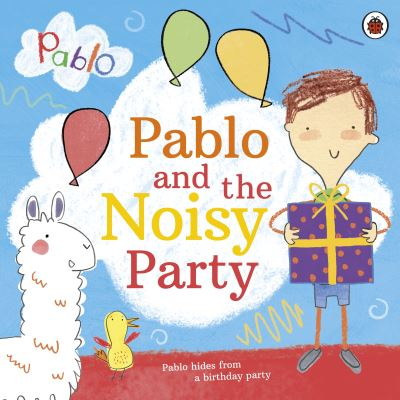 Pablo
Pablo
and the
Noisy
Party
Pablo hides from
a birthday party